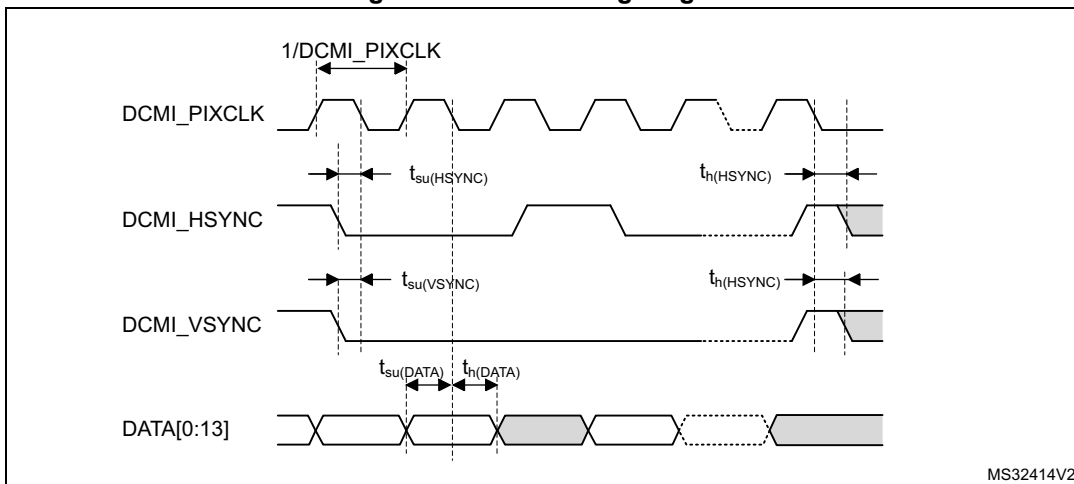 1/DCMI_PIXCLK
DCMI_PIXCLK
tsu(HSYNC)
th(HSYNC)
DCMI_HSYNC
tsu(VSYNC)
th(HSYNC)
DCMI_VSYNC
tsu(DATA) th(DATA)
DATA[0:13]
MS32414V2